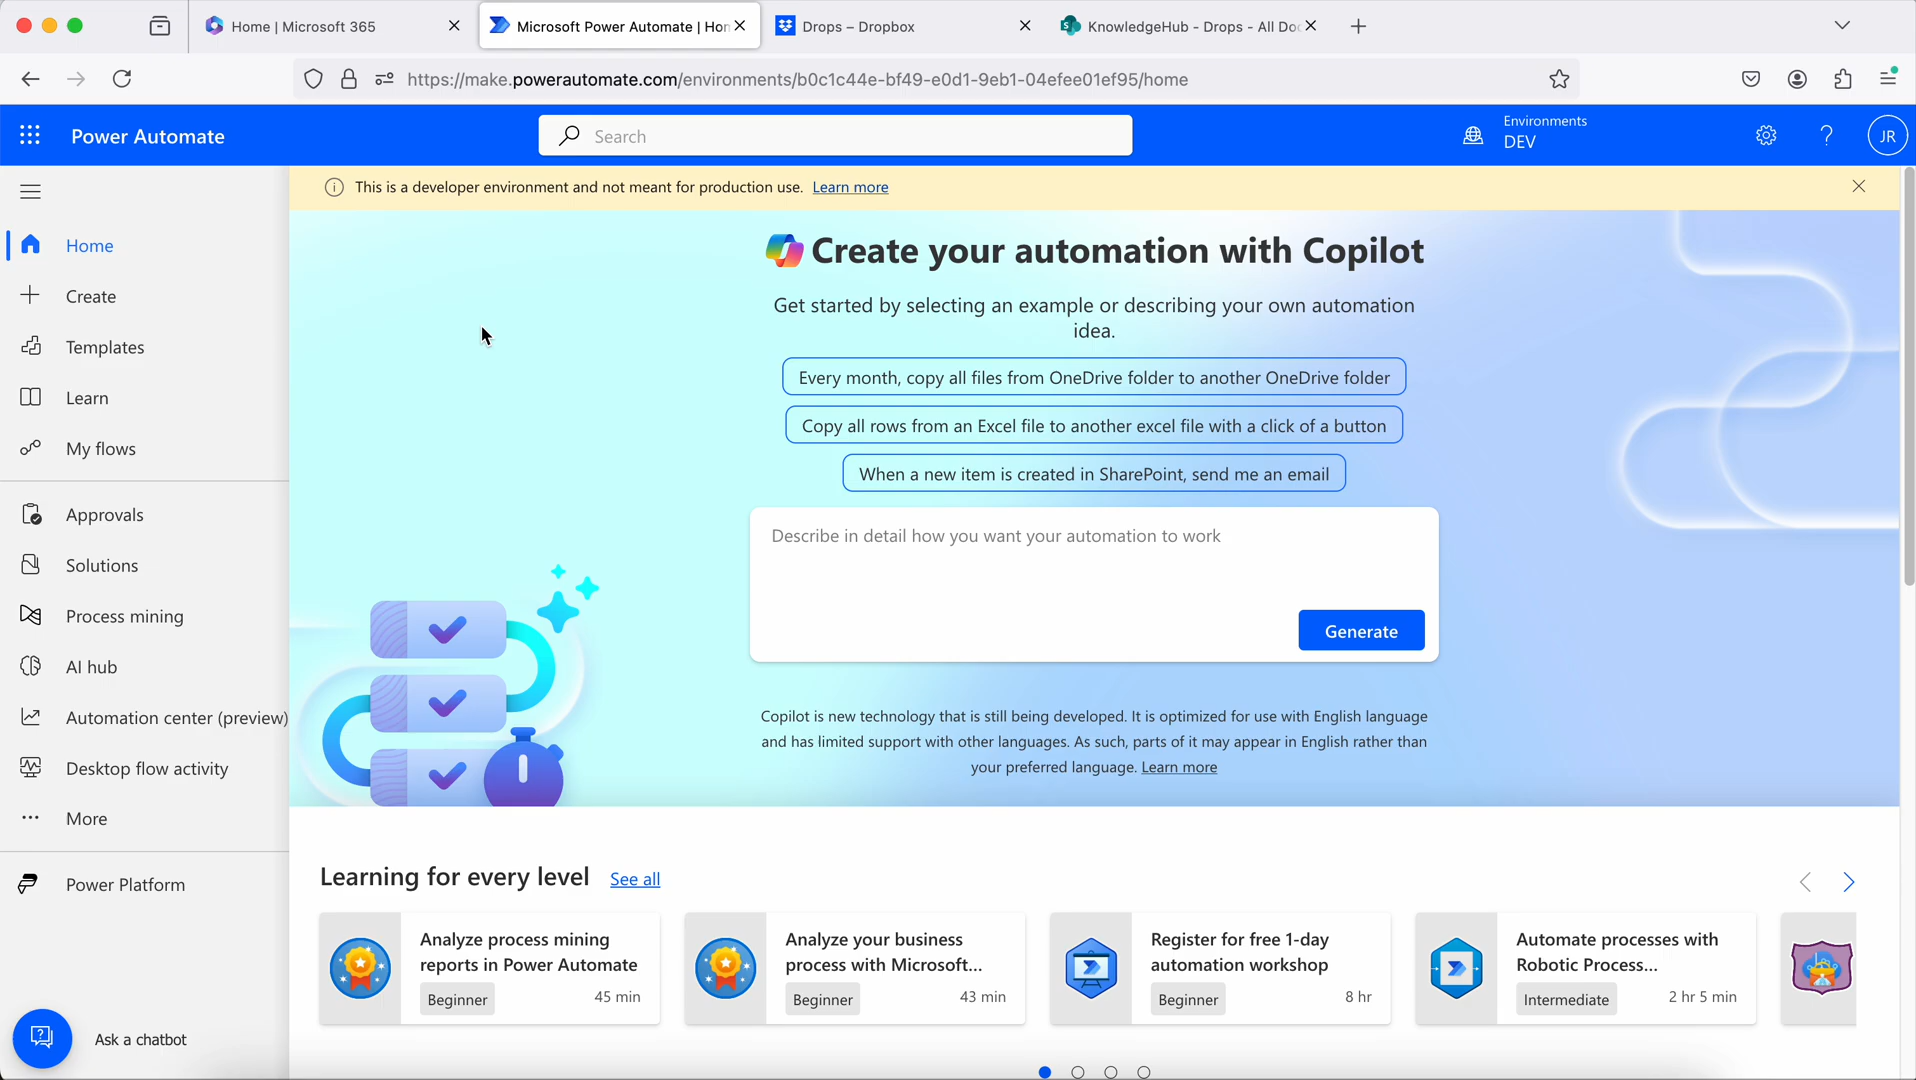 Home | Microsoft 365
Microsoft Power Automate | Hon
Drops – Dropbox
KnowledgeHub - Drops - All Doc
https://make.powerautomate.com/environments/b0c1c44e-bf49-e0d1-9eb1-04efee01ef95/home
Power Automate
Search
Environments
DEV
JR
This is a developer environment and not meant for production use. Learn more
Home
Create
Templates
Learn
My flows
Approvals
Solutions
Process mining
AI hub
Automation center (preview)
Desktop flow activity
More
Power Platform
Ask a chatbot
Create your automation with Copilot
Get started by selecting an example or describing your own automation
idea.
Every month, copy all files from OneDrive folder to another OneDrive folder
Copy all rows from an Excel file to another excel file with a click of a button
When a new item is created in SharePoint, send me an email
Describe in detail how you want your automation to work
Generate
Copilot is new technology that is still being developed. It is optimized for use with English language
and has limited support with other languages. As such, parts of it may appear in English rather than
your preferred language. Learn more
Learning for every level See all
Analyze process mining
reports in Power Automate
Beginner 45 min
Analyze your business
process with Microsoft...
Beginner 43 min
Register for free 1-day
automation workshop
Beginner 8 hr
Automate processes with
Robotic Process...
Intermediate 2 hr 5 min